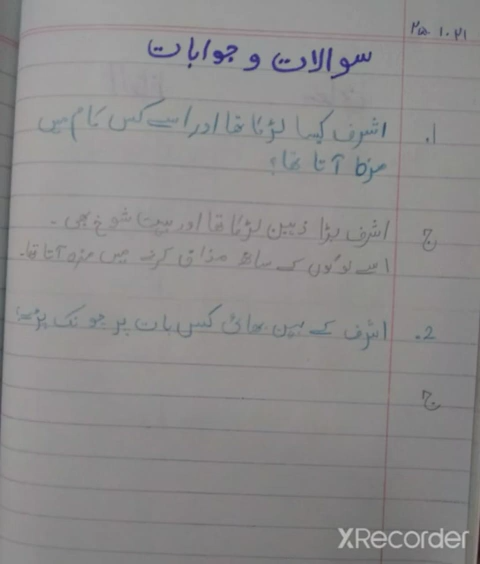 ۲۵.۱۰.۲۱
سوالات و جوابات
۱. اشرف کیسا لڑکا تھا اور اسے کس کام میں
مزا آتا تھا؟
ج اشرف بڑا ذہین لڑکا تھا اور بہت شوخ بھی۔
اسے لوگوں کے ساتھ مذاق کرنے میں مزہ آتا تھا۔
2. اشرف کے بہن بھائی کس بات پر چونک پڑے؟
ج
XRecorder